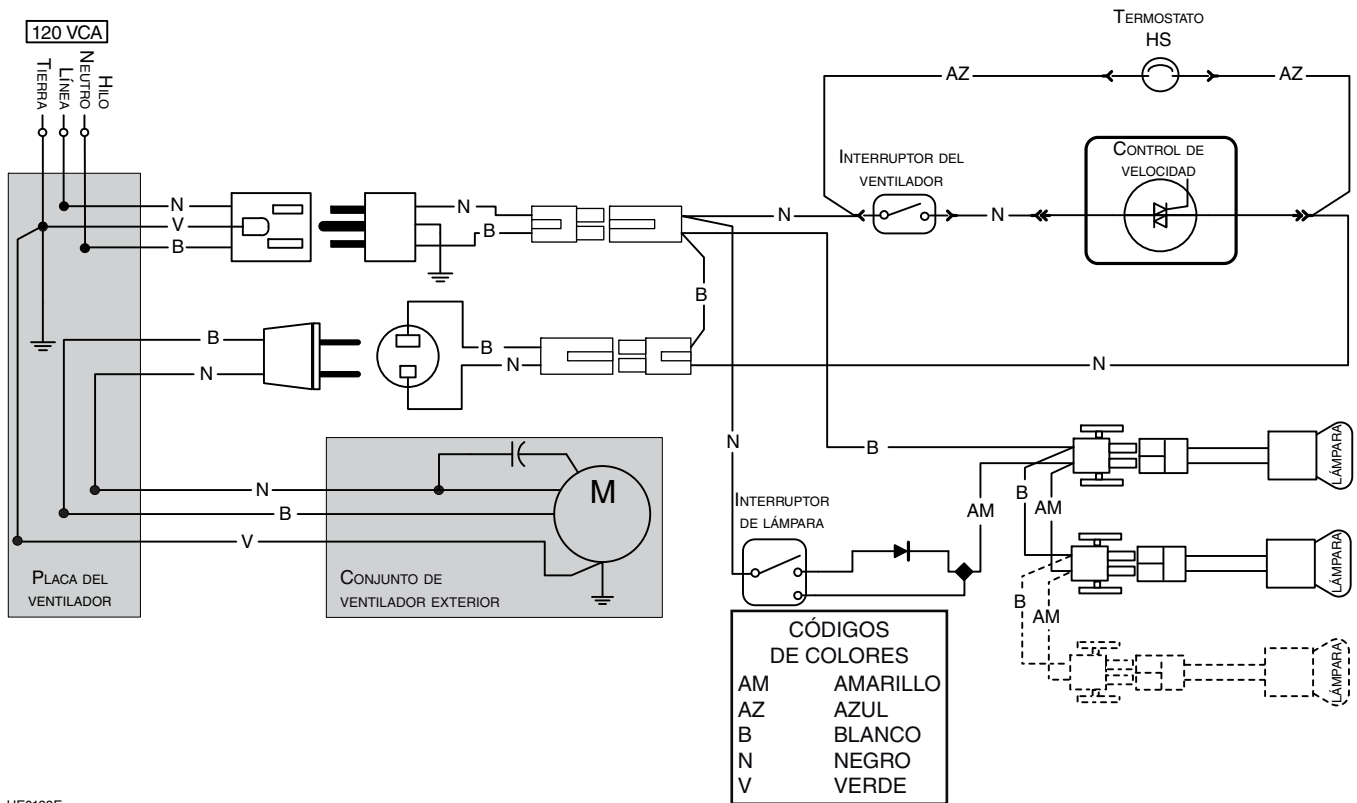 120 VCA
TIERRA
LÍNEA
NEUTRO
HILO
N
V
B
N
B
N
B
B
N
B
N
TERMOSTATO
HS
AZ
AZ
INTERRUPTOR DEL
VENTILADOR
N
CONTROL DE
VELOCIDAD
N
N
B
AM
B
AM
B
AM
LÁMPARA
LÁMPARA
LÁMPARA
INTERRUPTOR
DE LÁMPARA
N
B
V
M
PLACA DEL
VENTILADOR
CONJUNTO DE
VENTILADOR EXTERIOR
CÓDIGOS
DE COLORES
AM AMARILLO
AZ AZUL
B BLANCO
N NEGRO
V VERDE